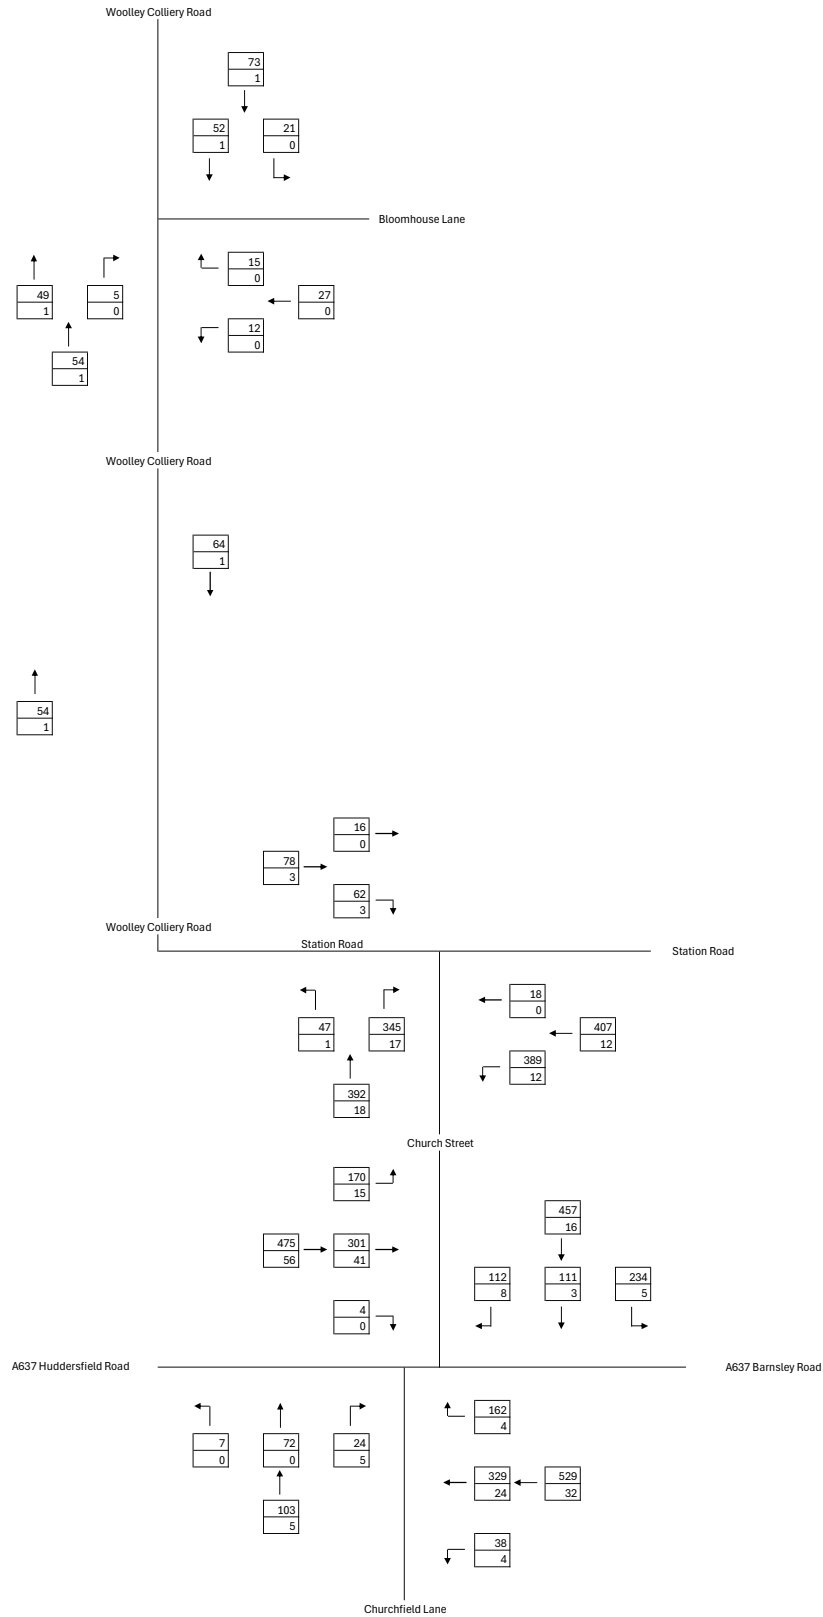 Woolley Colliery Road
73
1
52 21
1 0
Bloomhouse Lane
15
0
49 5 27
1 0 0
12
0
54
1
Woolley Colliery Road
64
1
54
1
16
0
78
3
62
3
Woolley Colliery Road
Station Road
Station Road
18
0
47 345 407
1 17 12
389
12
392
18
Church Street
170
15
457
16
475 301
56 41
112 111 234
8 3 5
4
0
A637 Huddersfield Road A637 Barnsley Road
162
4
7 72 24
0 0 5
329 529
24 32
103
5
38
4
Churchfield Lane